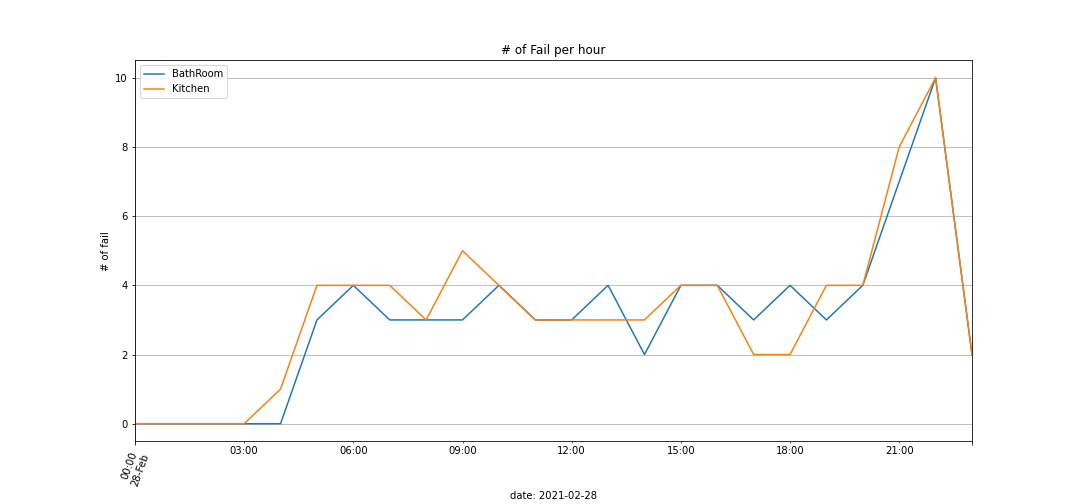 # of Fail per hour
BathRoom
Kitchen
10
8
6
4
2
0
# of fail
00:00
28-Feb
03:00
06:00
09:00
12:00
15:00
18:00
21:00
date: 2021-02-28